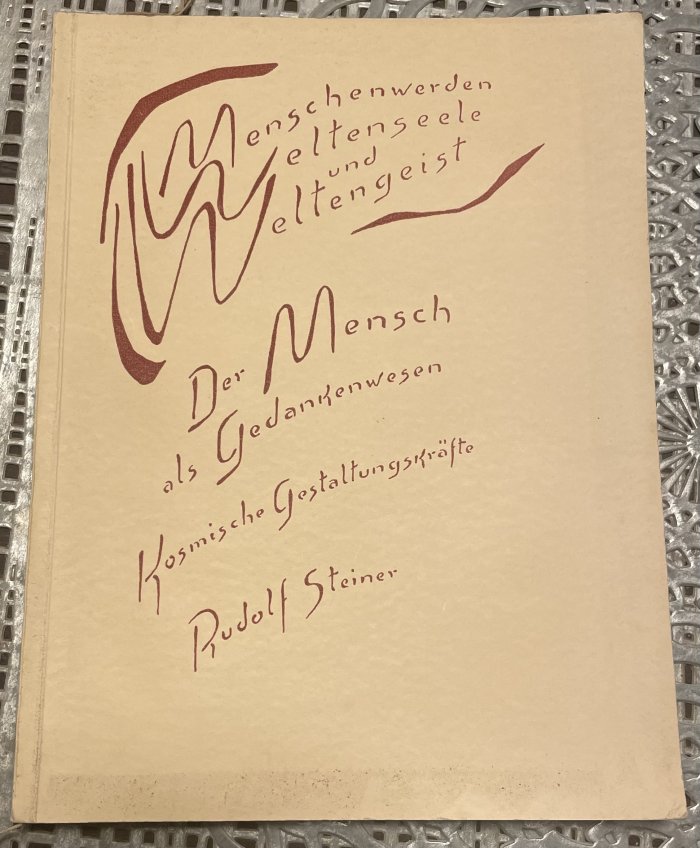 Menschenwerden
Weltenseele
und
Weltengeist
Der Mensch
als Gedankenwesen
Kosmische Gestaltungskräfte
Rudolf Steiner